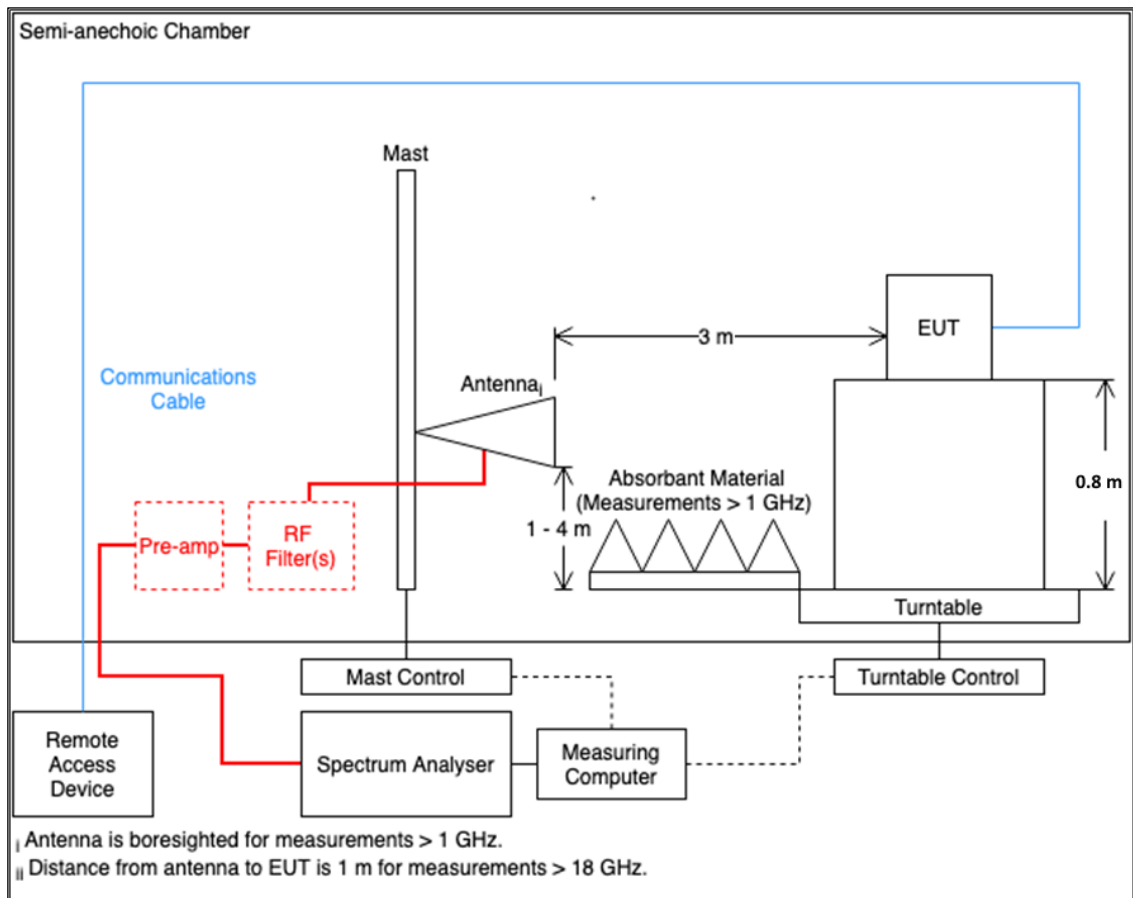 Semi-anechoic Chamber
Mast
EUT
3 m
Communications
Cable
Antenna i
Absorbant Material
(Measurements > 1 GHz)
0.8 m
1 - 4 m
Pre-amp
RF
Filter(s)
Turntable
Mast Control
Turntable Control
Remote
Access
Device
Spectrum Analyser
Measuring
Computer
i Antenna is boresighted for measurements > 1 GHz.
ii Distance from antenna to EUT is 1 m for measurements > 18 GHz.